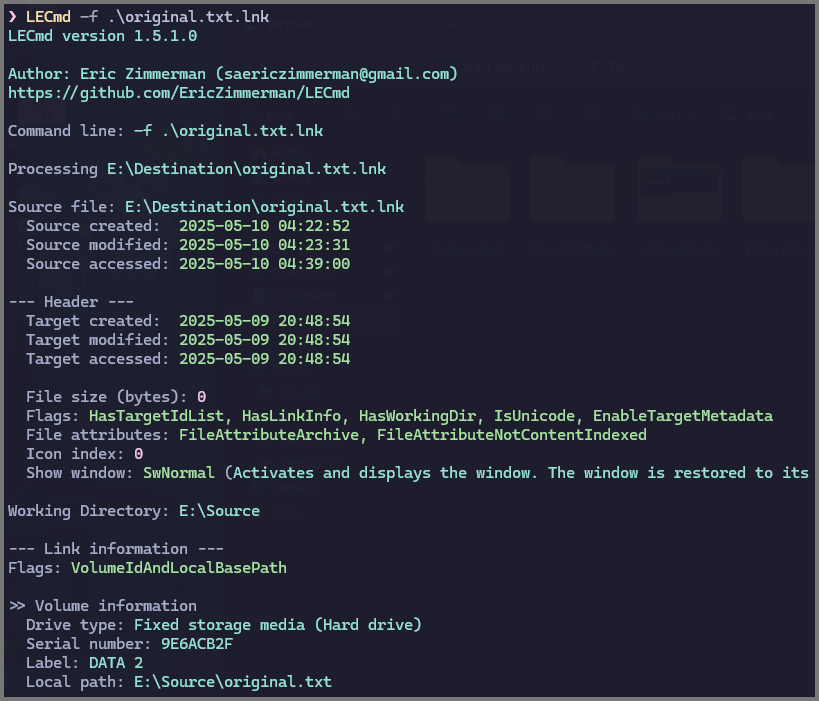 ❯ LECmd -f .\original.txt.lnk
LECmd version 1.5.1.0
Author: Eric Zimmerman (saericzimmerman@gmail.com)
https://github.com/EricZimmerman/LECmd
Command line: -f .\original.txt.lnk
Processing E:\Destination\original.txt.lnk
Source file: E:\Destination\original.txt.lnk
Source created: 2025-05-10 04:22:52
Source modified: 2025-05-10 04:23:31
Source accessed: 2025-05-10 04:39:00
--- Header ---
Target created: 2025-05-09 20:48:54
Target modified: 2025-05-09 20:48:54
Target accessed: 2025-05-09 20:48:54
File size (bytes): 0
Flags: HasTargetIdList, HasLinkInfo, HasWorkingDir, IsUnicode, EnableTargetMetadata
File attributes: FileAttributeArchive, FileAttributeNotContentIndexed
Icon index: 0
Show window: SwNormal (Activates and displays the window. The window is restored to its
Working Directory: E:\Source
--- Link information ---
Flags: VolumeIdAndLocalBasePath
>> Volume information
Drive type: Fixed storage media (Hard drive)
Serial number: 9E6ACB2F
Label: DATA 2
Local path: E:\Source\original.txt